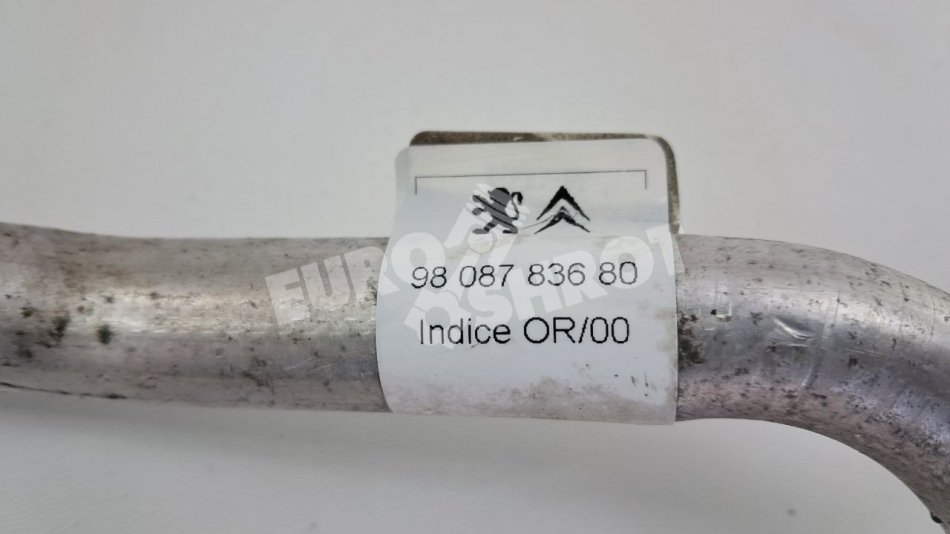 98 087 836 80
Indice OR/00
EURO
OSHROT